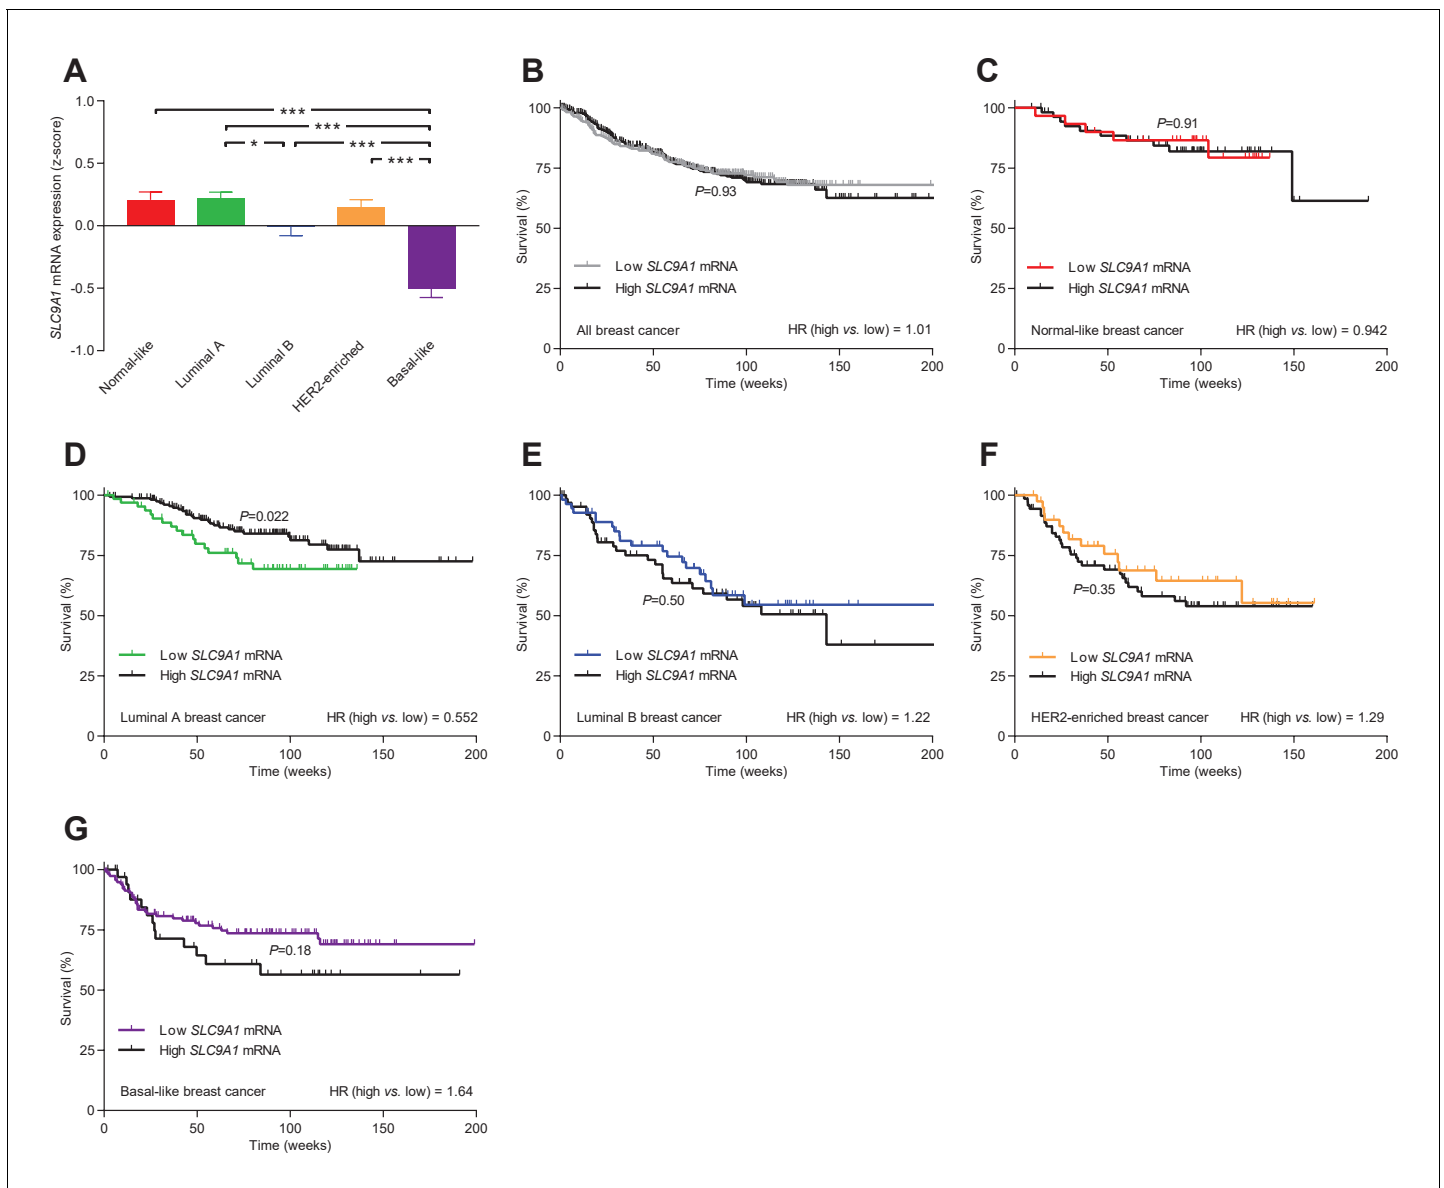 A
SLC9A1 mRNA expression (z-score)
1.0
0.5
0.0
-0.5
-1.0
***
***
* ***
***
Normal-like
Luminal A
Luminal B
HER2-enriched
Basal-like
B
Survival (%)
100
75
50
25
0
P=0.93
Low SLC9A1 mRNA
High SLC9A1 mRNA
All breast cancer HR (high vs. low) = 1.01
0 50 100 150 200
Time (weeks)
C
Survival (%)
100
75
50
25
0
P=0.91
Low SLC9A1 mRNA
High SLC9A1 mRNA
Normal-like breast cancer HR (high vs. low) = 0.942
0 50 100 150 200
Time (weeks)
D
Survival (%)
100
75
50
25
0
P=0.022
Low SLC9A1 mRNA
High SLC9A1 mRNA
Luminal A breast cancer HR (high vs. low) = 0.552
0 50 100 150 200
Time (weeks)
E
Survival (%)
100
75
50
25
0
P=0.50
Low SLC9A1 mRNA
High SLC9A1 mRNA
Luminal B breast cancer HR (high vs. low) = 1.22
0 50 100 150 200
Time (weeks)
F
Survival (%)
100
75
50
25
0
P=0.35
Low SLC9A1 mRNA
High SLC9A1 mRNA
HER2-enriched breast cancer HR (high vs. low) = 1.29
0 50 100 150 200
Time (weeks)
G
Survival (%)
100
75
50
25
0
P=0.18
Low SLC9A1 mRNA
High SLC9A1 mRNA
Basal-like breast cancer HR (high vs. low) = 1.64
0 50 100 150 200
Time (weeks)